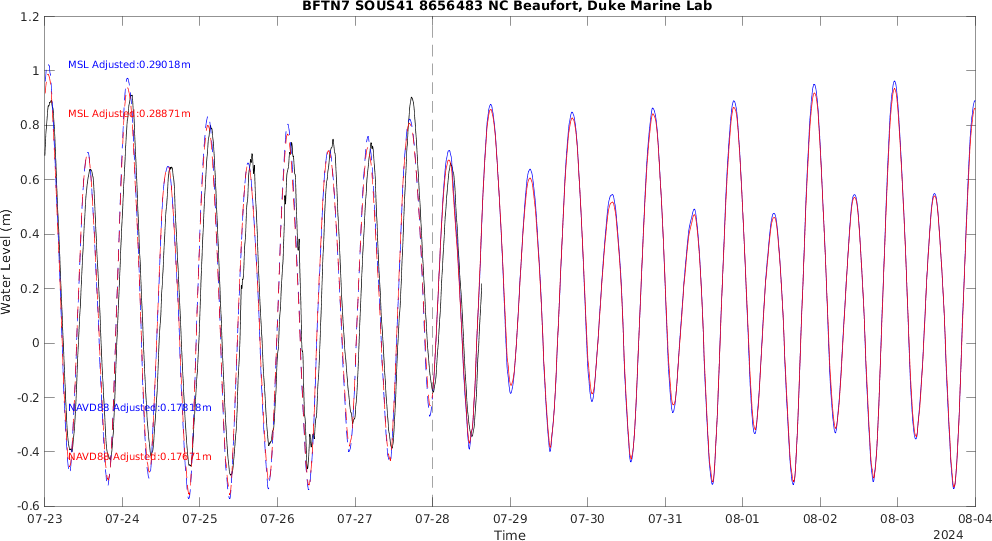 BFTN7 SOUS41 8656483 NC Beaufort, Duke Marine Lab
1.2
1
0.8
0.6
0.4
0.2
0
-0.2
-0.4
-0.6
Water Level (m)
MSL Adjusted:0.29018m
MSL Adjusted:0.28871m
NAVD88 Adjusted:0.17818m
NAVD88 Adjusted:0.17671m
07-23 07-24 07-25 07-26 07-27 07-28 07-29 07-30 07-31 08-01 08-02 08-03 08-04
Time
2024